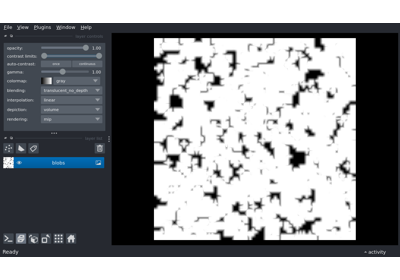 File View Plugins Window Help
opacity: 1.00
contrast limits:
auto-contrast: once continuous
gamma: 1.00
colormap: gray
blending: translucent_no_depth
interpolation: linear
depiction: volume
rendering: mip
blobs
Ready
activity